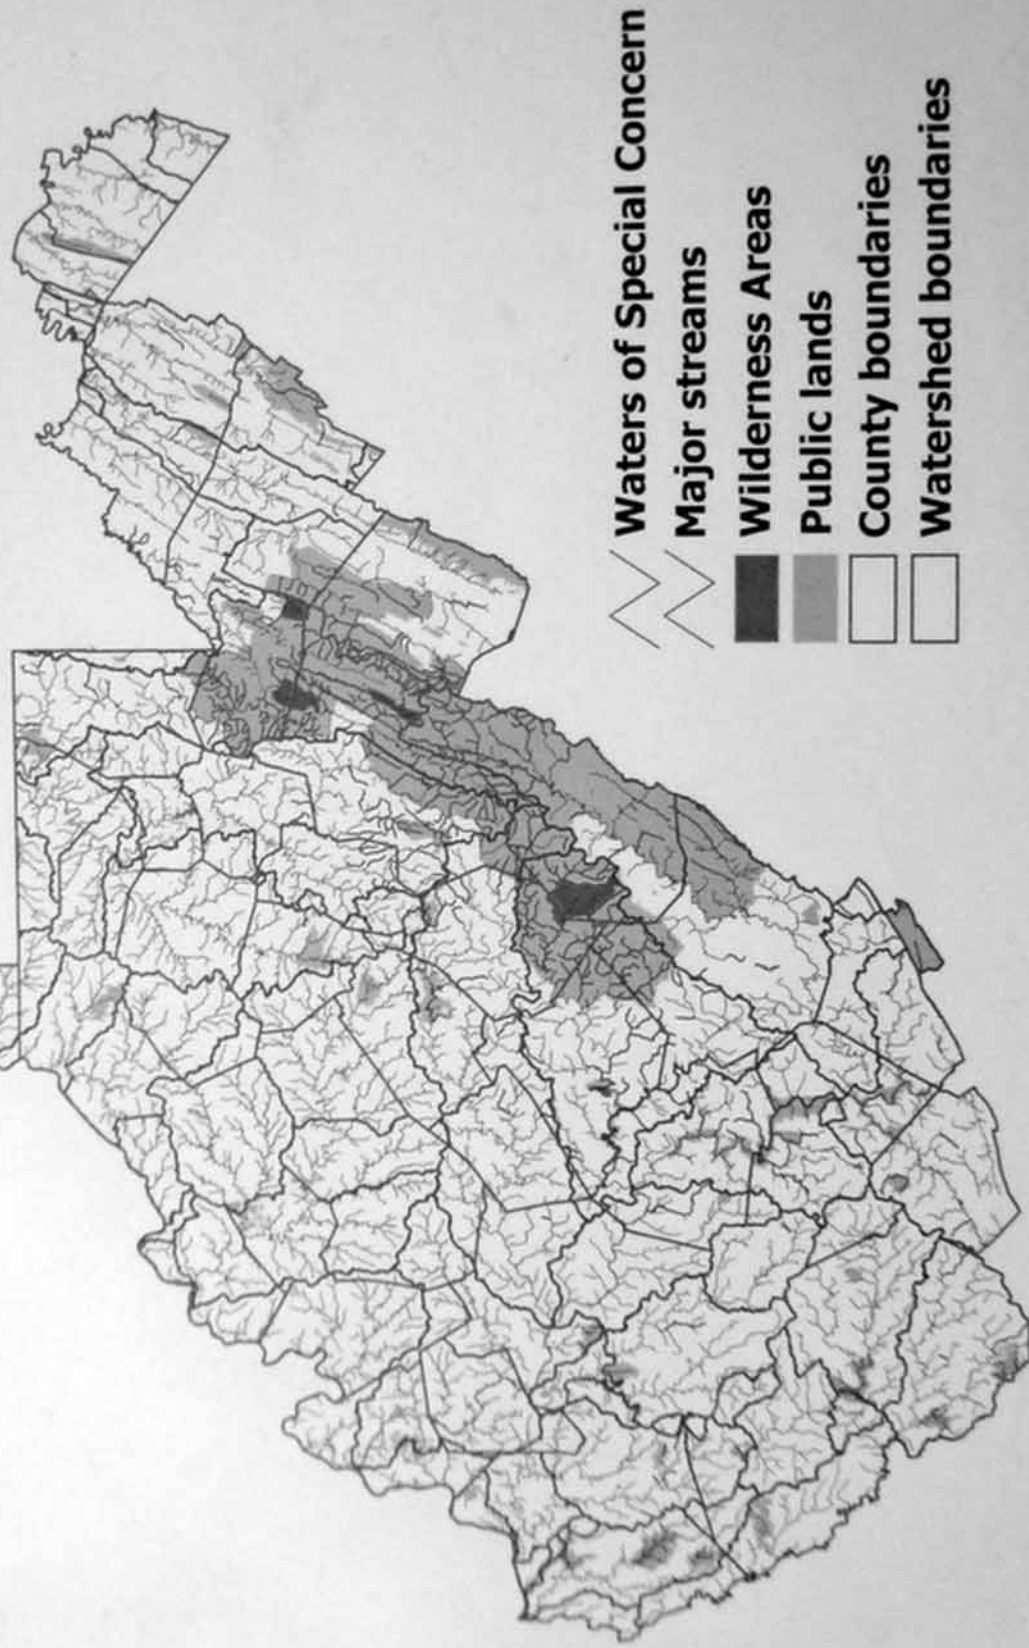 Waters of Special Concern
Major streams
Wilderness Areas
Public lands
County boundaries
Watershed boundaries